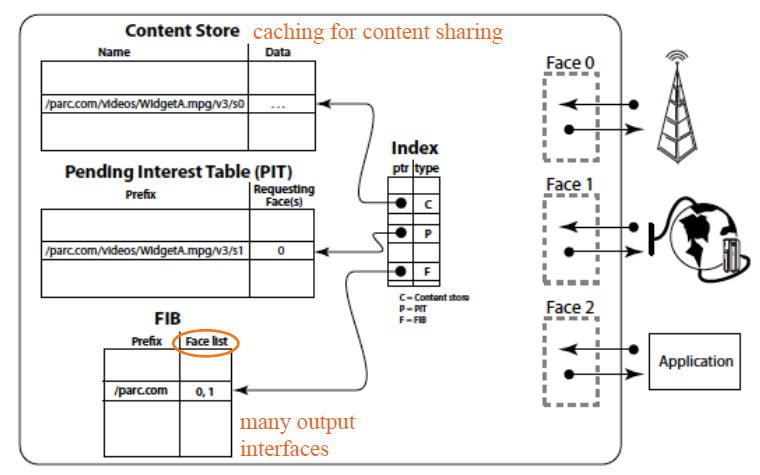 Content Store caching for content sharing
Name Data
/parc.com/videos/WidgetA.mpg/v3/s0 ...
Pending Interest Table (PIT)
Prefix Requesting
Face(s)
/parc.com/videos/WidgetA.mpg/v3/s1 0
FIB
Prefix Face list
/parc.com 0, 1
many output
interfaces
Index
ptr type
C
P
F
C = Content store
P = PIT
F = FIB
Face 0
Face 1
Face 2
Application